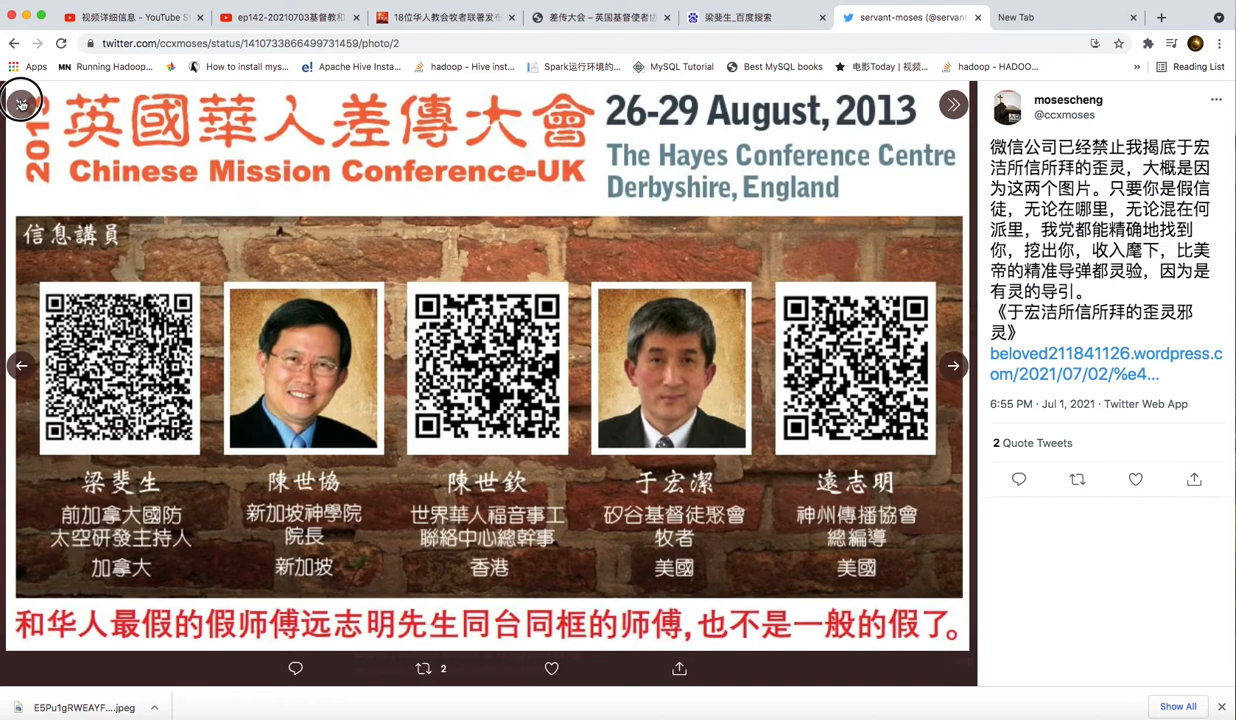 视频详细信息 - YouTube S
ep142-20210703基督教和
18位华人教会牧者联署发
差传大会 – 英国基督使者
梁斐生_百度搜索
servant-moses (@servant
New Tab
twitter.com/ccxmoses/status/1410733866499731459/photo/2
Apps
MN Running Hadoop...
How to install mys...
e! Apache Hive Insta...
hadoop - Hive inst...
Spark运行环境的...
MySQL Tutorial
Best MySQL books
电影Today | 视频...
hadoop - HADOO...
»
Reading List
2013
英國華人差傳大會
Chinese Mission Conference-UK
26-29 August, 2013
The Hayes Conference Centre
Derbyshire, England
信息講員
梁斐生
前加拿大國防
太空研發主持人
加拿大
陳世協
新加坡神學院
院長
新加坡
陳世欽
世界華人福音事工
聯絡中心總幹事
香港
于宏潔
矽谷基督徒聚會
牧者
美國
遠志明
神州傳播協會
總編導
美國
和华人最假的假师傅远志明先生同台同框的师傅,也不是一般的假了。
2
mosescheng
@ccxmoses
微信公司已经禁止我揭底于宏
洁所信所拜的歪灵，大概是因
为这两个图片。只要你是假信
徒，无论在哪里，无论混在何
派里，我党都能精确地找到
你，挖出你，收入麾下，比美
帝的精准导弹都灵验，因为是
有灵的导引。
《于宏洁所信所拜的歪灵邪
灵》
beloved211841126.wordpress.c
om/2021/07/02/%e4...
6:55 PM · Jul 1, 2021 · Twitter Web App
2 Quote Tweets
E5Pu1gRWEAYF....jpeg
Show All